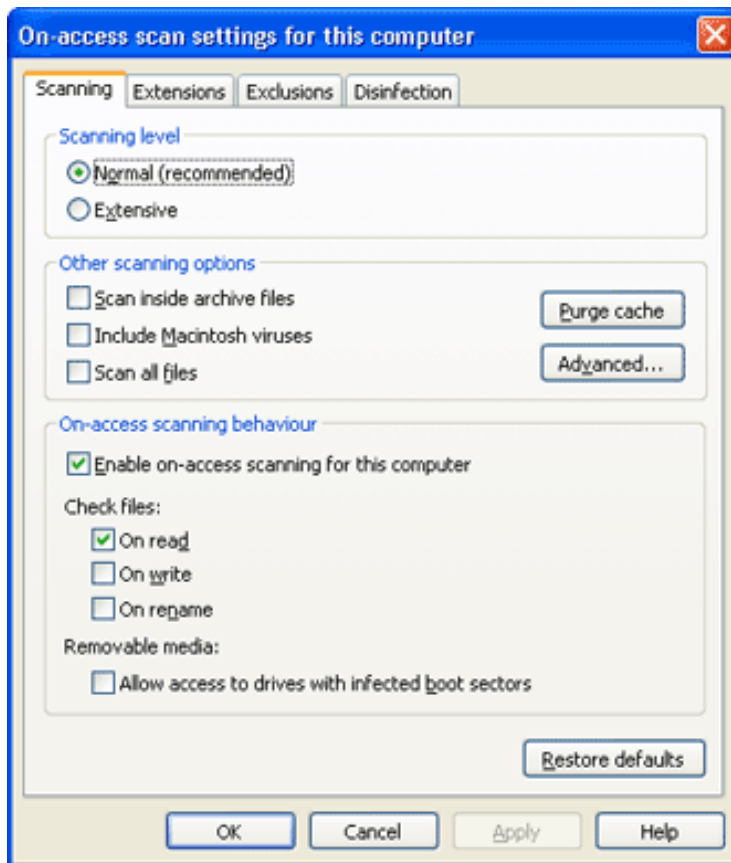 On-access scan settings for this computer
Scanning Extensions Exclusions Disinfection
Scanning level
Normal (recommended)
Extensive
Other scanning options
Scan inside archive files
Include Macintosh viruses
Scan all files
Purge cache
Advanced...
On-access scanning behaviour
Enable on-access scanning for this computer
Check files:
On read
On write
On rename
Removable media:
Allow access to drives with infected boot sectors
Restore defaults
OK Cancel Apply Help